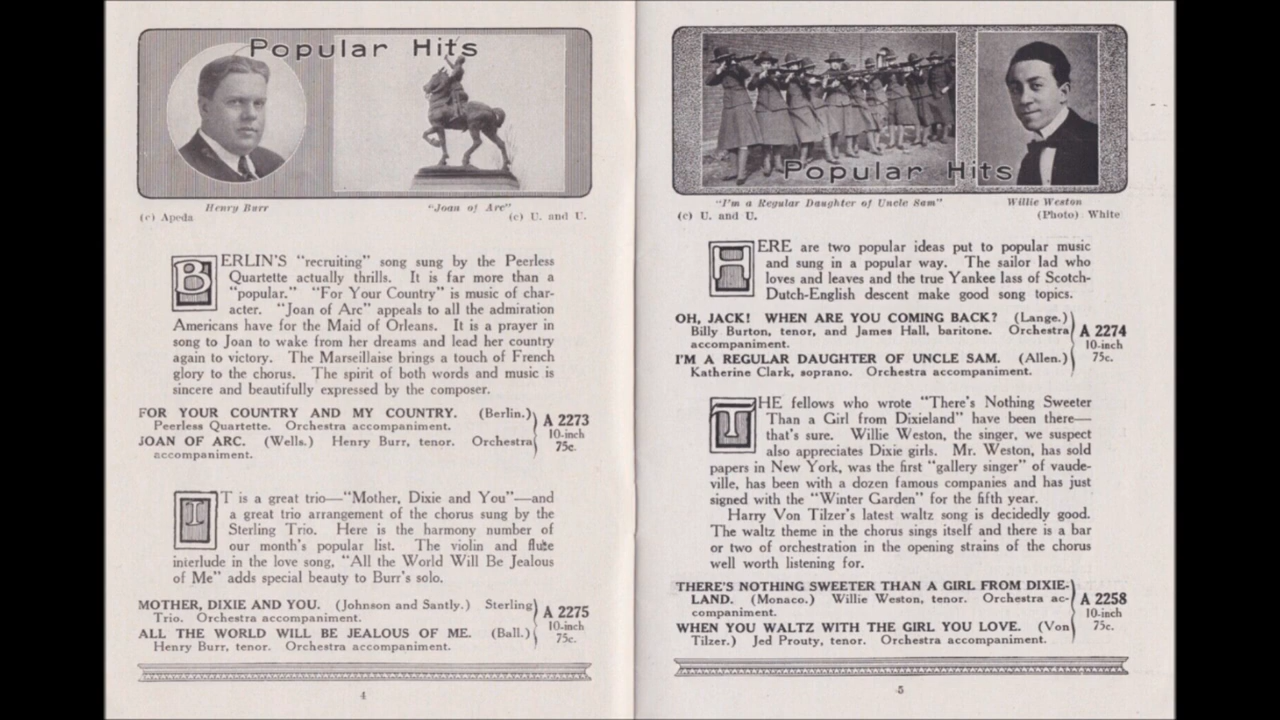 Popular Hits
Henry Burr
"Joan of Arc"
(c) Apeda
(c) U. and U.
BERLIN'S "recruiting" song sung by the Peerless
Quartette actually thrills. It is far more than a
"popular." "For Your Country" is music of char-
acter. "Joan of Arc" appeals to all the admiration
Americans have for the Maid of Orleans. It is a prayer in
song to Joan to wake from her dreams and lead her country
again to victory. The Marseillaise brings a touch of French
glory to the chorus. The spirit of both words and music is
sincere and beautifully expressed by the composer.
FOR YOUR COUNTRY AND MY COUNTRY. (Berlin.)
Peerless Quartette. Orchestra accompaniment.
JOAN OF ARC. (Wells.) Henry Burr, tenor. Orchestra
accompaniment.
A 2273
10-inch
75c.
IT is a great trio—"Mother, Dixie and You"—and
a great trio arrangement of the chorus sung by the
Sterling Trio. Here is the harmony number of
our month's popular list. The violin and flute
interlude in the love song, "All the World Will Be Jealous
of Me" adds special beauty to Burr's solo.
MOTHER, DIXIE AND YOU. (Johnson and Santly.) Sterling
Trio. Orchestra accompaniment.
ALL THE WORLD WILL BE JEALOUS OF ME. (Ball.)
Henry Burr, tenor. Orchestra accompaniment.
A 2275
10-inch
75c.
4
Popular Hits
"I'm a Regular Daughter of Uncle Sam"
Willie Weston
(c) U. and U.
(Photo) White
HERE are two popular ideas put to popular music
and sung in a popular way. The sailor lad who
loves and leaves and the true Yankee lass of Scotch-
Dutch-English descent make good song topics.
OH, JACK! WHEN ARE YOU COMING BACK? (Lange.)
Billy Burton, tenor, and James Hall, baritone. Orchestra
accompaniment.
I'M A REGULAR DAUGHTER OF UNCLE SAM. (Allen.)
Katherine Clark, soprano. Orchestra accompaniment.
A 2274
10-inch
75c.
THE fellows who wrote "There's Nothing Sweeter
Than a Girl from Dixieland" have been there—
that's sure. Willie Weston, the singer, we suspect
also appreciates Dixie girls. Mr. Weston, has sold
papers in New York, was the first "gallery singer" of vaude-
ville, has been with a dozen famous companies and has just
signed with the "Winter Garden" for the fifth year.
Harry Von Tilzer's latest waltz song is decidedly good.
The waltz theme in the chorus sings itself and there is a bar
or two of orchestration in the opening strains of the chorus
well worth listening for.
THERE'S NOTHING SWEETER THAN A GIRL FROM DIXIE-
LAND. (Monaco.) Willie Weston, tenor. Orchestra ac-
companiment.
WHEN YOU WALTZ WITH THE GIRL YOU LOVE. (Von
Tilzer.) Jed Prouty, tenor. Orchestra accompaniment.
A 2258
10-inch
75c.
5